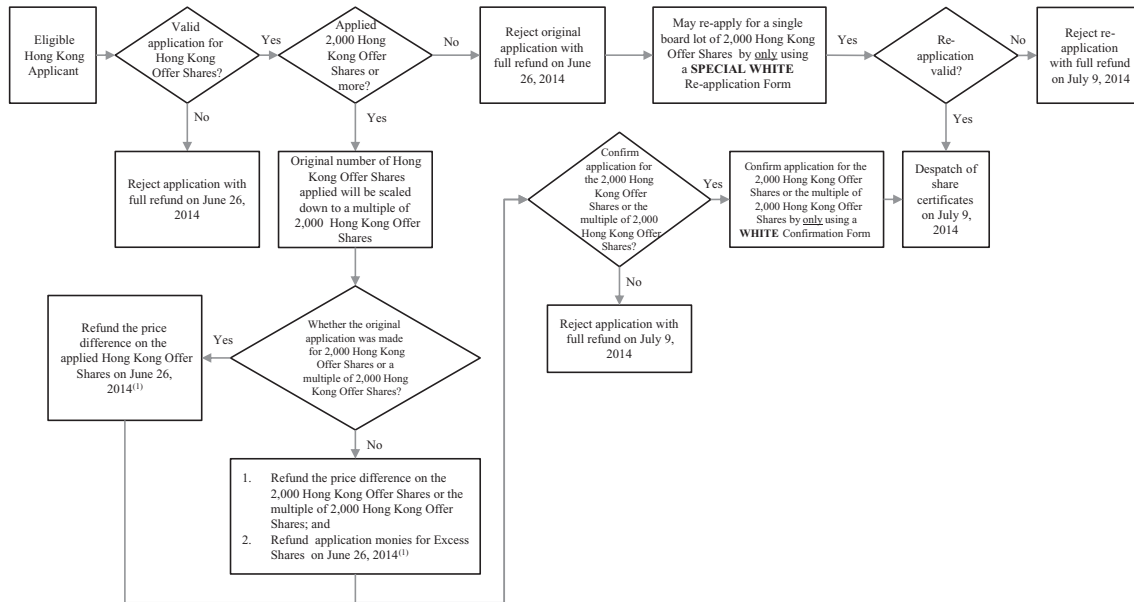 Eligible
Hong Kong
Applicant
Valid
application for
Hong Kong
Offer Shares?
Yes
No
Reject application with
full refund on June 26,
2014
Applied
2,000 Hong
Kong Offer
Shares or
more?
No
Yes
Reject original
application with
full refund on June
26, 2014
May re-apply for a single
board lot of 2,000 Hong Kong
Offer Shares by only using
a SPECIAL WHITE
Re-application Form
Yes
Re-
application
valid?
No
Yes
Reject re-
application
with full refund
on July 9, 2014
Original number of Hong
Kong Offer Shares
applied will be scaled
down to a multiple of
2,000 Hong Kong Offer
Shares
Confirm
application for
the 2,000 Hong
Kong Offer
Shares or the
multiple of 2,000
Hong Kong Offer
Shares?
Yes
No
Confirm application for the
2,000 Hong Kong Offer
Shares or the multiple of
2,000 Hong Kong Offer
Shares by only using a
WHITE Confirmation Form
Despatch of
share
certificates
on July 9,
2014
Reject application with
full refund on July 9,
2014
Whether the original
application was made
for 2,000 Hong Kong
Offer Shares or a
multiple of 2,000 Hong
Kong Offer Shares?
Yes
No
Refund the price
difference on the
applied Hong Kong Offer
Shares on June 26,
2014(1)
1. Refund the price difference on the
2,000 Hong Kong Offer Shares or the
multiple of 2,000 Hong Kong Offer
Shares; and
2. Refund application monies for Excess
Shares on June 26, 2014(1)